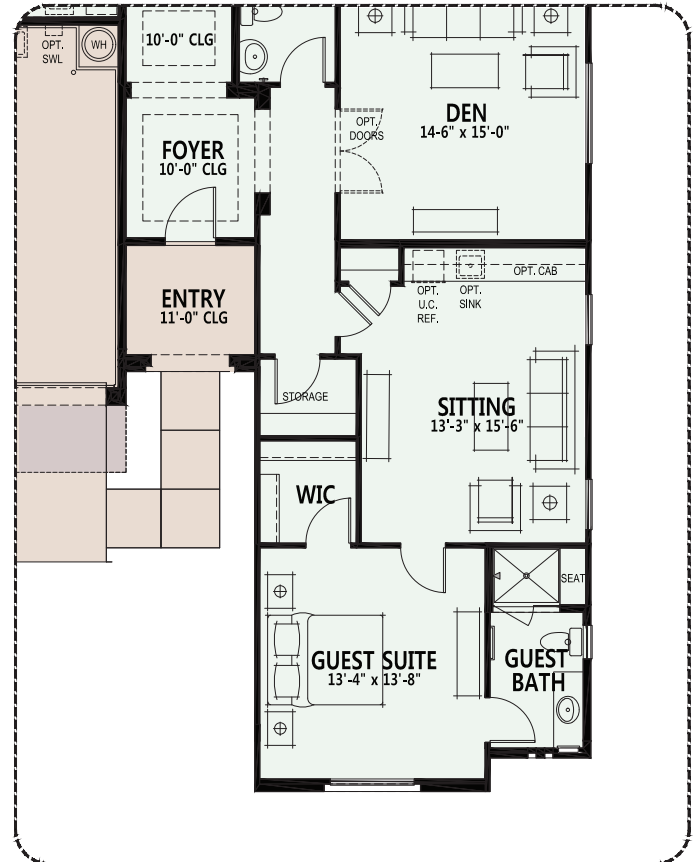 10'-0" CLG
OPT.
SWL
WH
DEN
14'-6" x 15'-0"
OPT.
DOORS
FOYER
10'-0" CLG
OPT. CAB
OPT.
U.C.
REF.
OPT.
SINK
ENTRY
11'-0" CLG
STORAGE
SITTING
13'-3" x 15'-6"
WIC
SEAT
GUEST SUITE
13'-4" x 13'-8"
GUEST
BATH